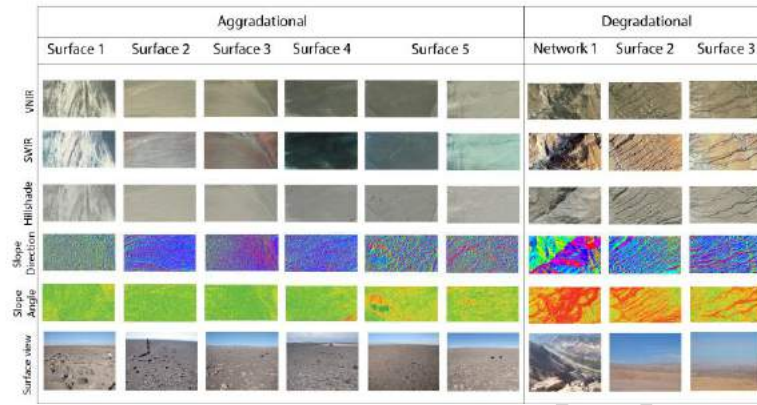 Aggradational Degradational
Surface 1 Surface 2 Surface 3 Surface 4 Surface 5 Network 1 Surface 2 Surface 3
VNIR
SWIR
Hillshade
Slope Direction
Slope Angle
Surface view